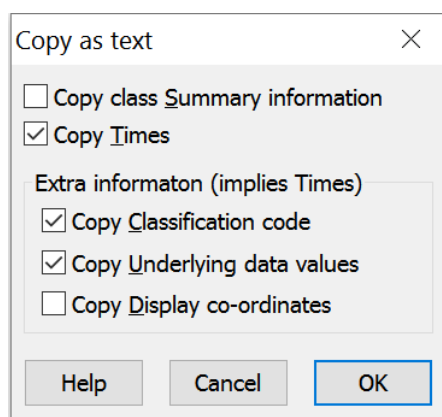 Copy as text
Copy class Summary information
Copy Times
Extra informaton (implies Times)
Copy Classification code
Copy Underlying data values
Copy Display co-ordinates
Help Cancel OK